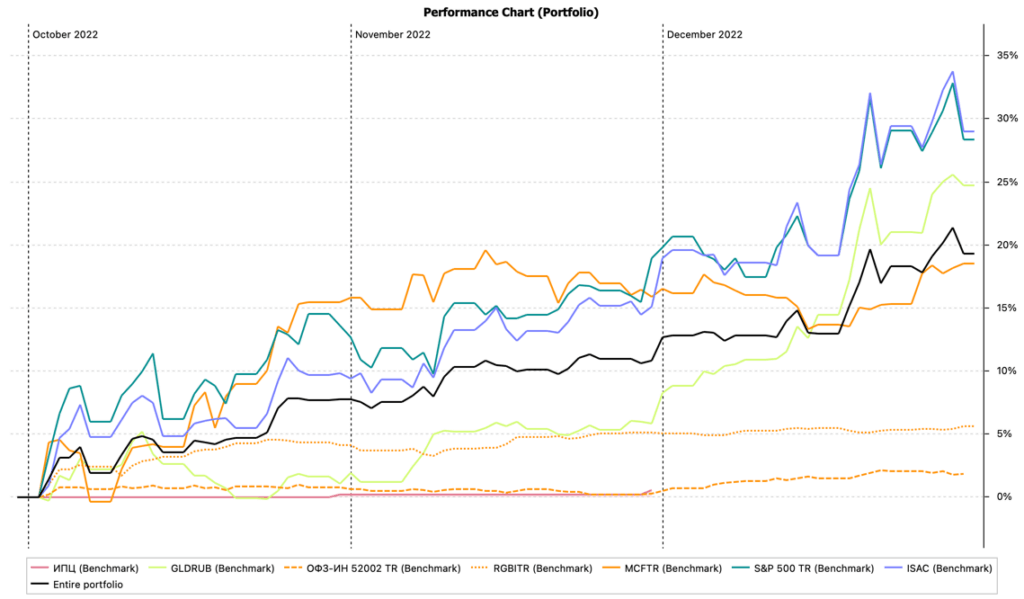 Performance Chart (Portfolio)
October 2022
November 2022
December 2022
35%
30%
25%
20%
15%
10%
5%
0%
ИПЦ (Benchmark)
GLDRUB (Benchmark)
ОФЗ-ИН 52002 TR (Benchmark)
RGBITR (Benchmark)
MCFTR (Benchmark)
S&P 500 TR (Benchmark)
ISAC (Benchmark)
Entire portfolio